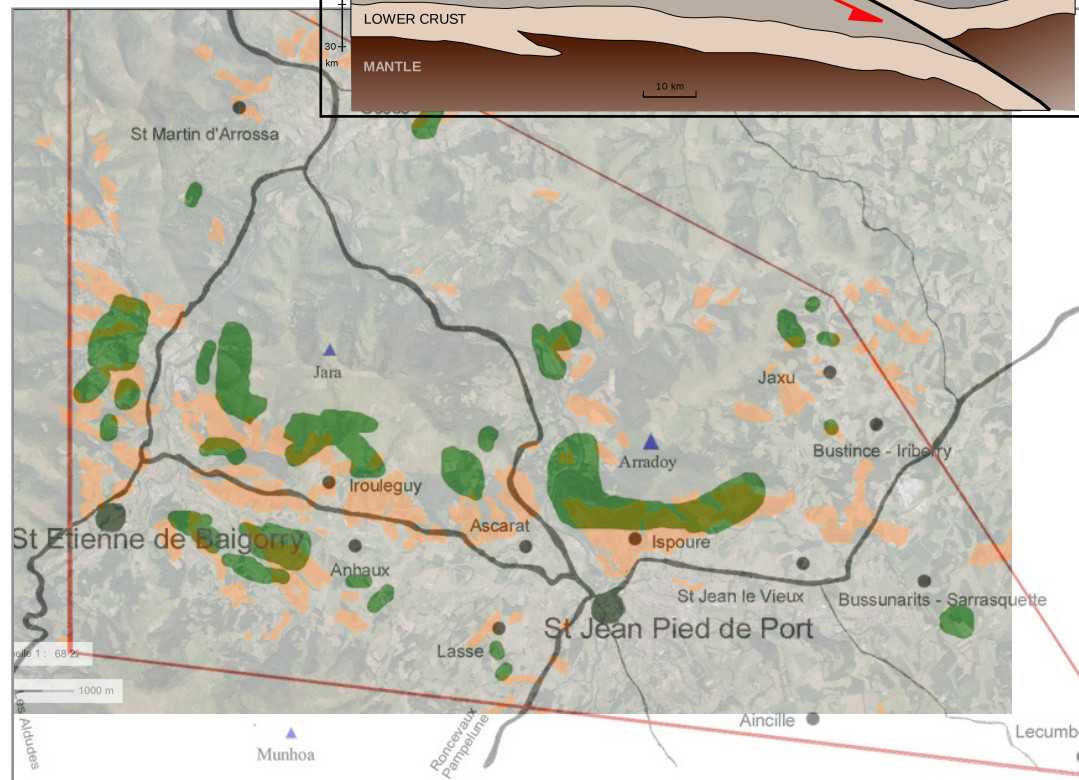 LOWER CRUST
30
km
MANTLE
10 km
St Martin d'Arrossa
Jara
Jaxu
Arradoy
Bustince - Iriberry
Irouleguy
Ascarat
St Etienne de Baigorry
Ispoure
Anhaux
St Jean le Vieux
Bussunarits - Sarrasquette
St Jean Pied de Port
Lasse
1000 m
Les Aldudes
Roncevaux
Pampelune
Aincille
Munhoa